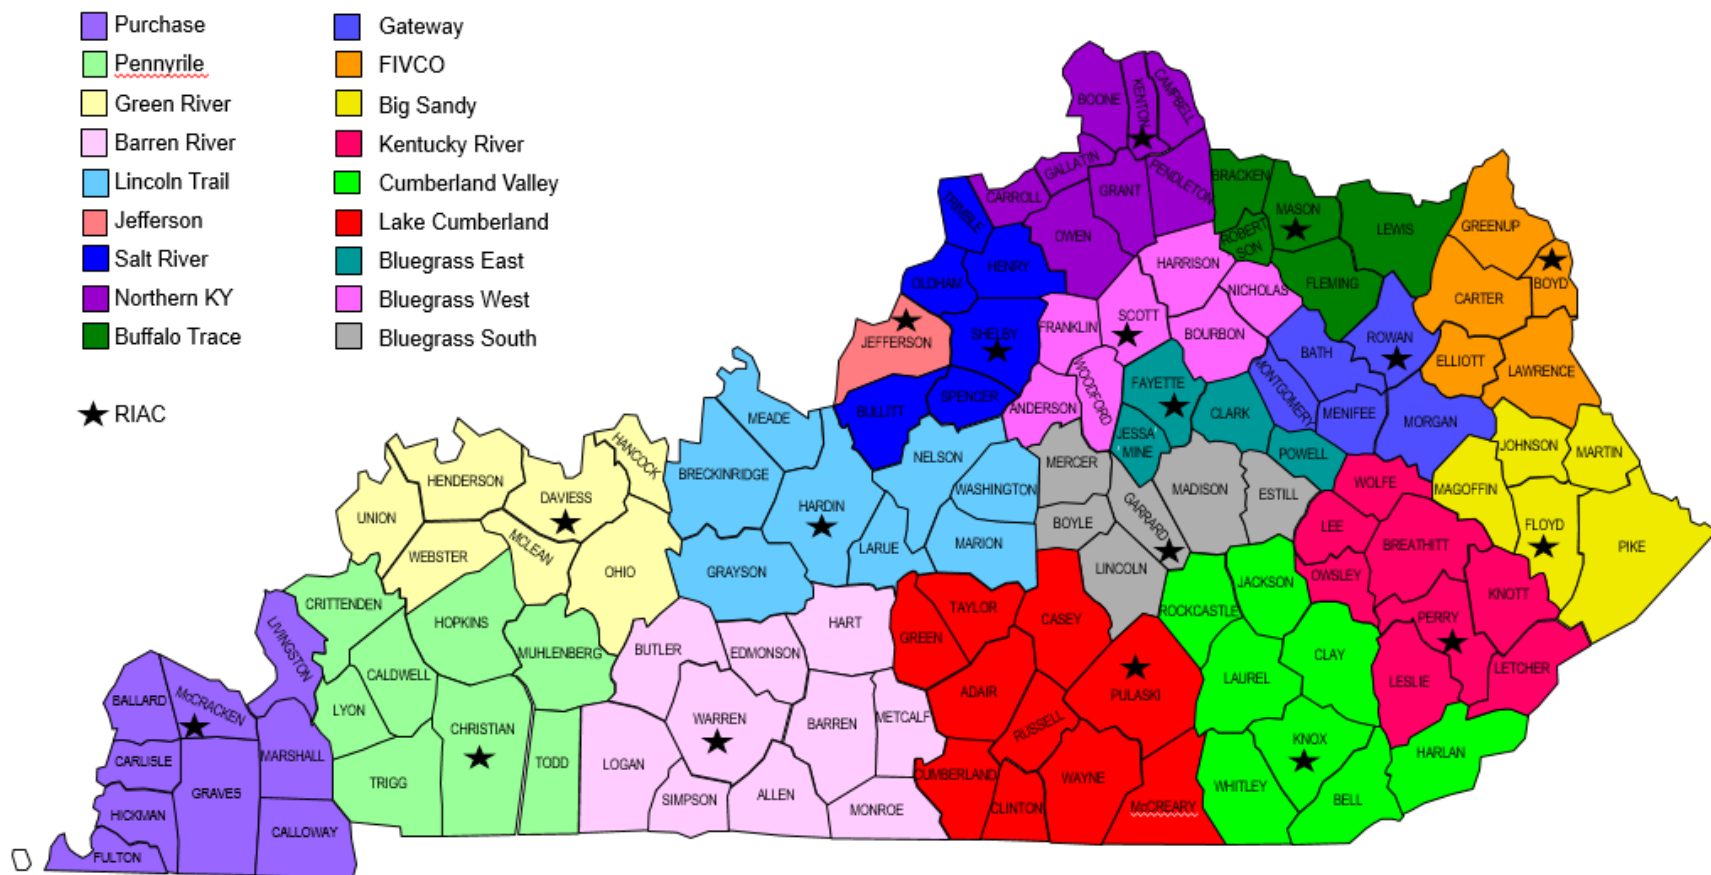 Purchase
Pennyrile
Green River
Barren River
Lincoln Trail
Jefferson
Salt River
Northern KY
Buffalo Trace
RIAC
Gateway
FIVCO
Big Sandy
Kentucky River
Cumberland Valley
Lake Cumberland
Bluegrass East
Bluegrass West
Bluegrass South
BOONE
KENTON
CAMPBELL
GALLATIN
CARROLL
GRANT
PENDLETON
OWEN
TRIMBLE
HENRY
OLDHAM
SHELBY
SPENCER
BULLITT
JEFFERSON
BRACKEN
MASON
ROBERT
SON
LEWIS
FLEMING
GREENUP
CARTER
BOYD
ELLIOTT
LAWRENCE
HARRISON
NICHOLAS
SCOTT
BOURBON
FRANKLIN
WOODFORD
ANDERSON
FAYETTE
CLARK
JESSA
MINE
POWELL
BATH
ROWAN
MONTGOMERY
MENIFEE
MORGAN
MERCER
BOYLE
GARRARD
MADISON
ESTILL
LINCOLN
JOHNSON
MARTIN
MAGOFFIN
FLOYD
PIKE
WOLFE
LEE
BREATHITT
OWSLEY
PERRY
KNOTT
LESLIE
LETCHER
MEADE
BRECKINRIDGE
HARDIN
NELSON
WASHINGTON
LARUE
MARION
GRAYSON
HANCOCK
HENDERSON
DAVIESS
UNION
WEBSTER
MCLEAN
OHIO
CRITTENDEN
HOPKINS
MUHLENBERG
CALDWELL
LYON
CHRISTIAN
TRIGG
TODD
LIVINGSTON
BALLARD
McCRACKEN
CARLISLE
MARSHALL
GRAVES
HICKMAN
CALLOWAY
FULTON
BUTLER
EDMONSON
HART
WARREN
BARREN
METCALF
LOGAN
SIMPSON
ALLEN
MONROE
GREEN
TAYLOR
CASEY
ADAIR
RUSSELL
PULASKI
CUMBERLAND
CLINTON
WAYNE
McCREARY
ROCKCASTLE
JACKSON
LAUREL
CLAY
KNOX
WHITLEY
BELL
HARLAN